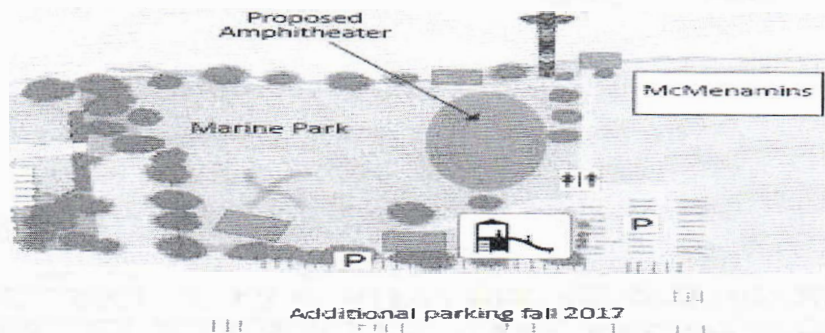 Proposed
Amphitheater
McMenamins
Marine Park
P
P
Additional parking fall 2017